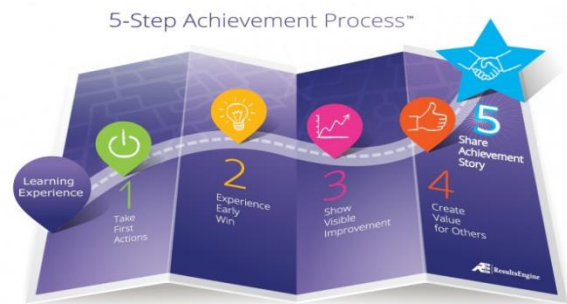 5-Step Achievement Process™
Learning
Experience
1
Take
First
Actions
2
Experience
Early
Win
3
Show
Visible
Improvement
4
Create
Value
for Others
5
Share
Achievement
Story
ResultsEngine